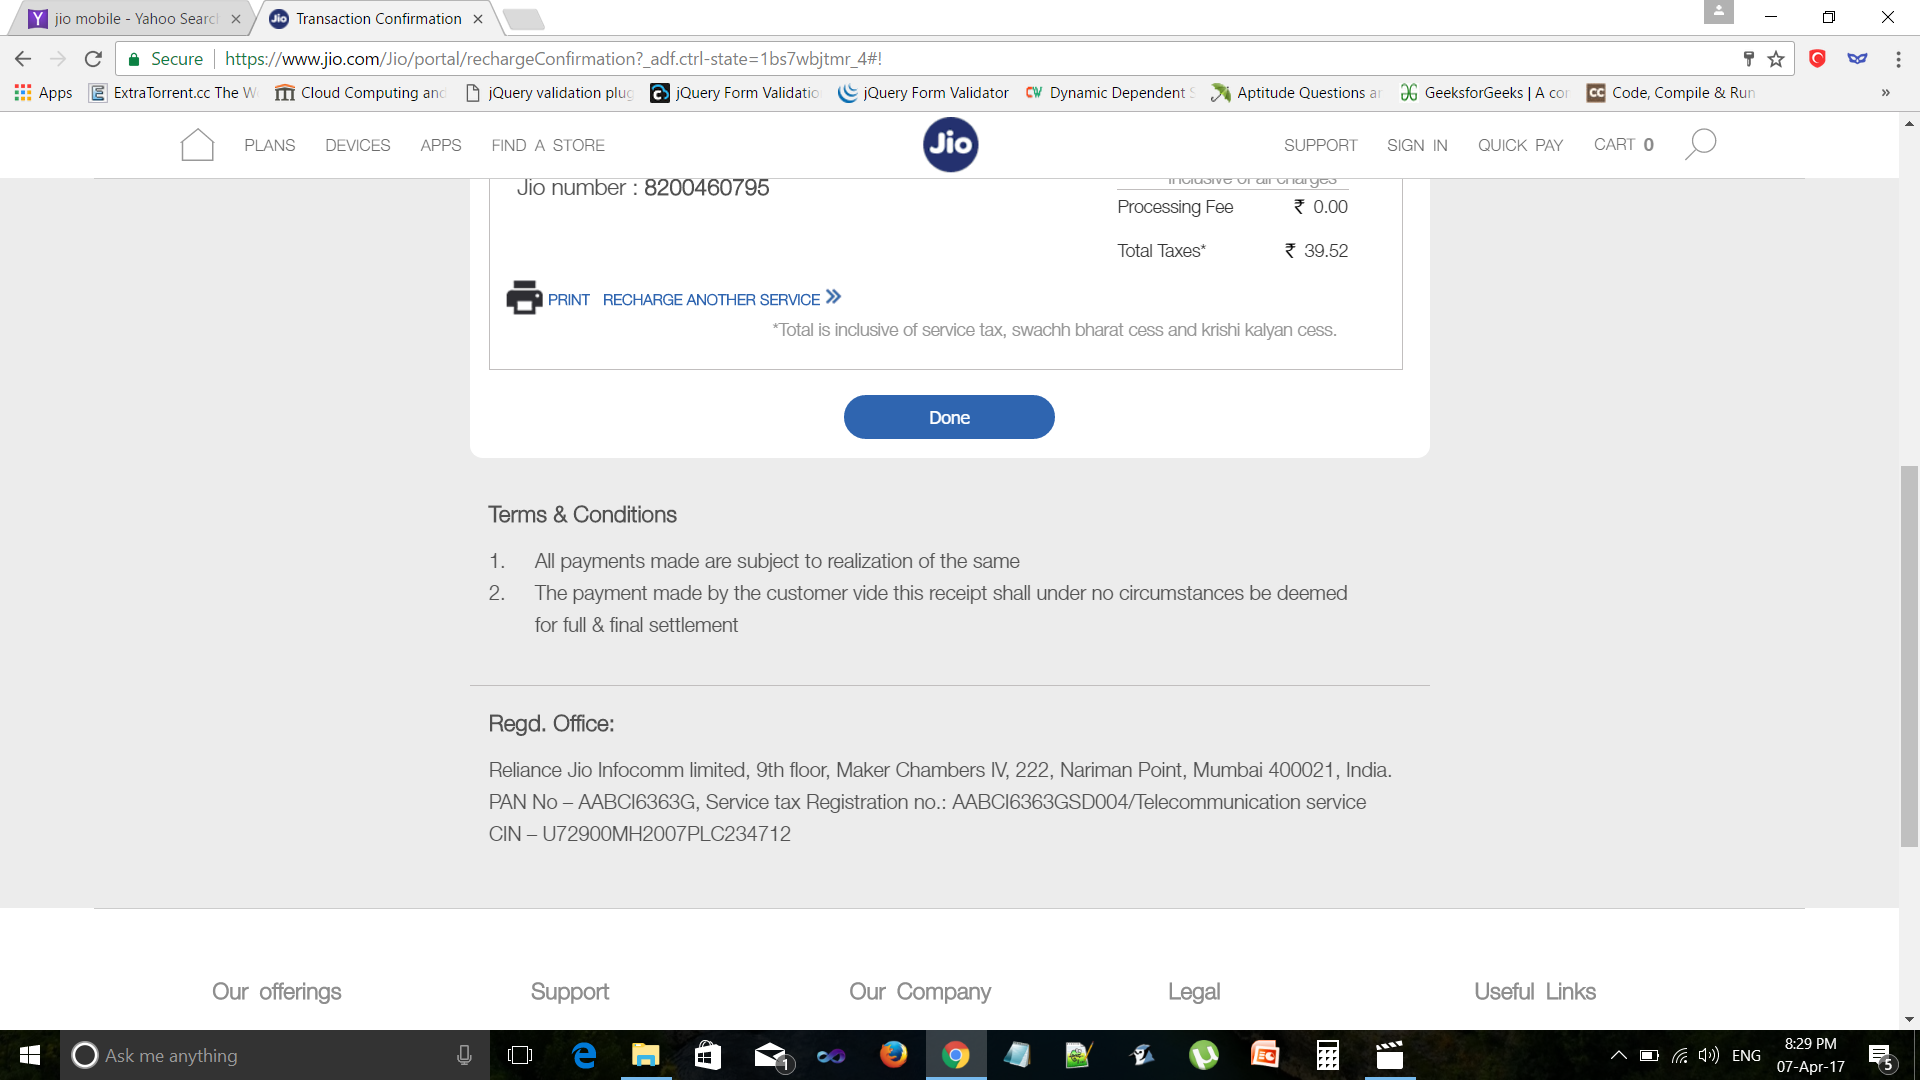 jio mobile - Yahoo Searc
Jio Transaction Confirmation
Secure https://www.jio.com/Jio/portal/rechargeConfirmation?_adf.ctrl-state=1bs7wbjtmr_4#!
Apps ExtraTorrent.cc The W Cloud Computing and jQuery validation plug jQuery Form Validatio jQuery Form Validator CW Dynamic Dependent S Aptitude Questions an GeeksforGeeks | A con CC Code, Compile & Run »
PLANS DEVICES APPS FIND A STORE Jio SUPPORT SIGN IN QUICK PAY CART 0
Jio number : 8200460795
Inclusive of all charges
Processing Fee ₹ 0.00
Total Taxes* ₹ 39.52
PRINT RECHARGE ANOTHER SERVICE »
*Total is inclusive of service tax, swachh bharat cess and krishi kalyan cess.
Done
Terms & Conditions
1. All payments made are subject to realization of the same
2. The payment made by the customer vide this receipt shall under no circumstances be deemed
for full & final settlement
Regd. Office:
Reliance Jio Infocomm limited, 9th floor, Maker Chambers IV, 222, Nariman Point, Mumbai 400021, India.
PAN No – AABCI6363G, Service tax Registration no.: AABCI6363GSD004/Telecommunication service
CIN – U72900MH2007PLC234712
Our offerings Support Our Company Legal Useful Links
Ask me anything 1 ENG 8:29 PM
07-Apr-17 5